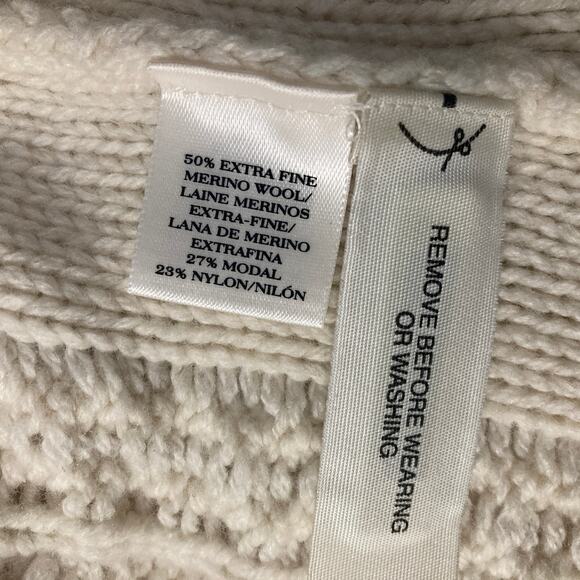 50% EXTRA FINE
MERINO WOOL/
LAINE MERINOS
EXTRA-FINE/
LANA DE MERINO
EXTRAFINA
27% MODAL
23% NYLON/NILÓN
REMOVE BEFORE WEARING
OR WASHING